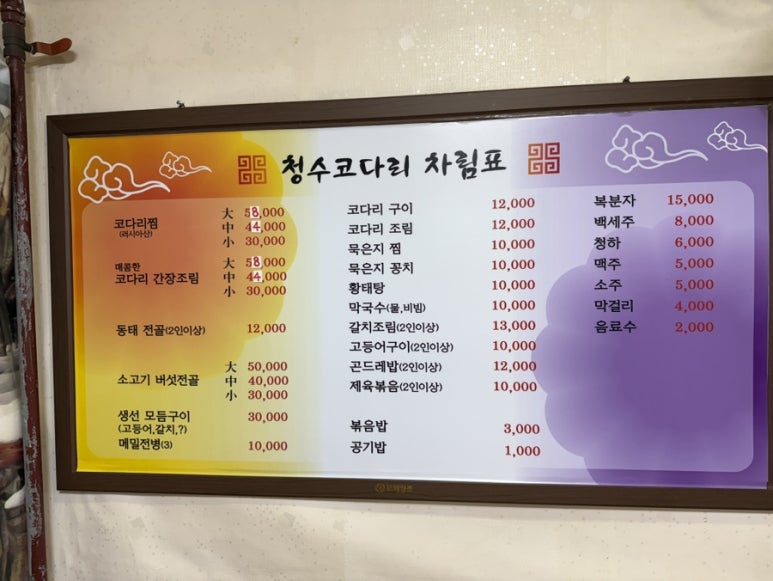 청수코다리 차림표
코다리찜 大 58,000
(러시아산) 中 44,000
小 30,000
매콤한 大 58,000
코다리 간장조림 中 44,000
小 30,000
동태 전골(2인이상) 12,000
大 50,000
소고기 버섯전골 中 40,000
小 30,000
생선 모듬구이 30,000
(고등어,갈치,?)
메밀전병(3) 10,000
코다리 구이 12,000
코다리 조림 12,000
묵은지 찜 10,000
묵은지 꽁치 10,000
황태탕 10,000
막국수(물,비빔) 10,000
갈치조림(2인이상) 13,000
고등어구이(2인이상) 10,000
곤드레밥(2인이상) 12,000
제육볶음(2인이상) 10,000
볶음밥 3,000
공기밥 1,000
복분자 15,000
백세주 8,000
청하 6,000
맥주 5,000
소주 5,000
막걸리 4,000
음료수 2,000